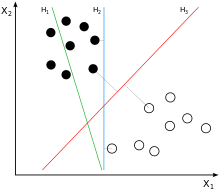 X₂ H₁ H₂ H₃
X₁